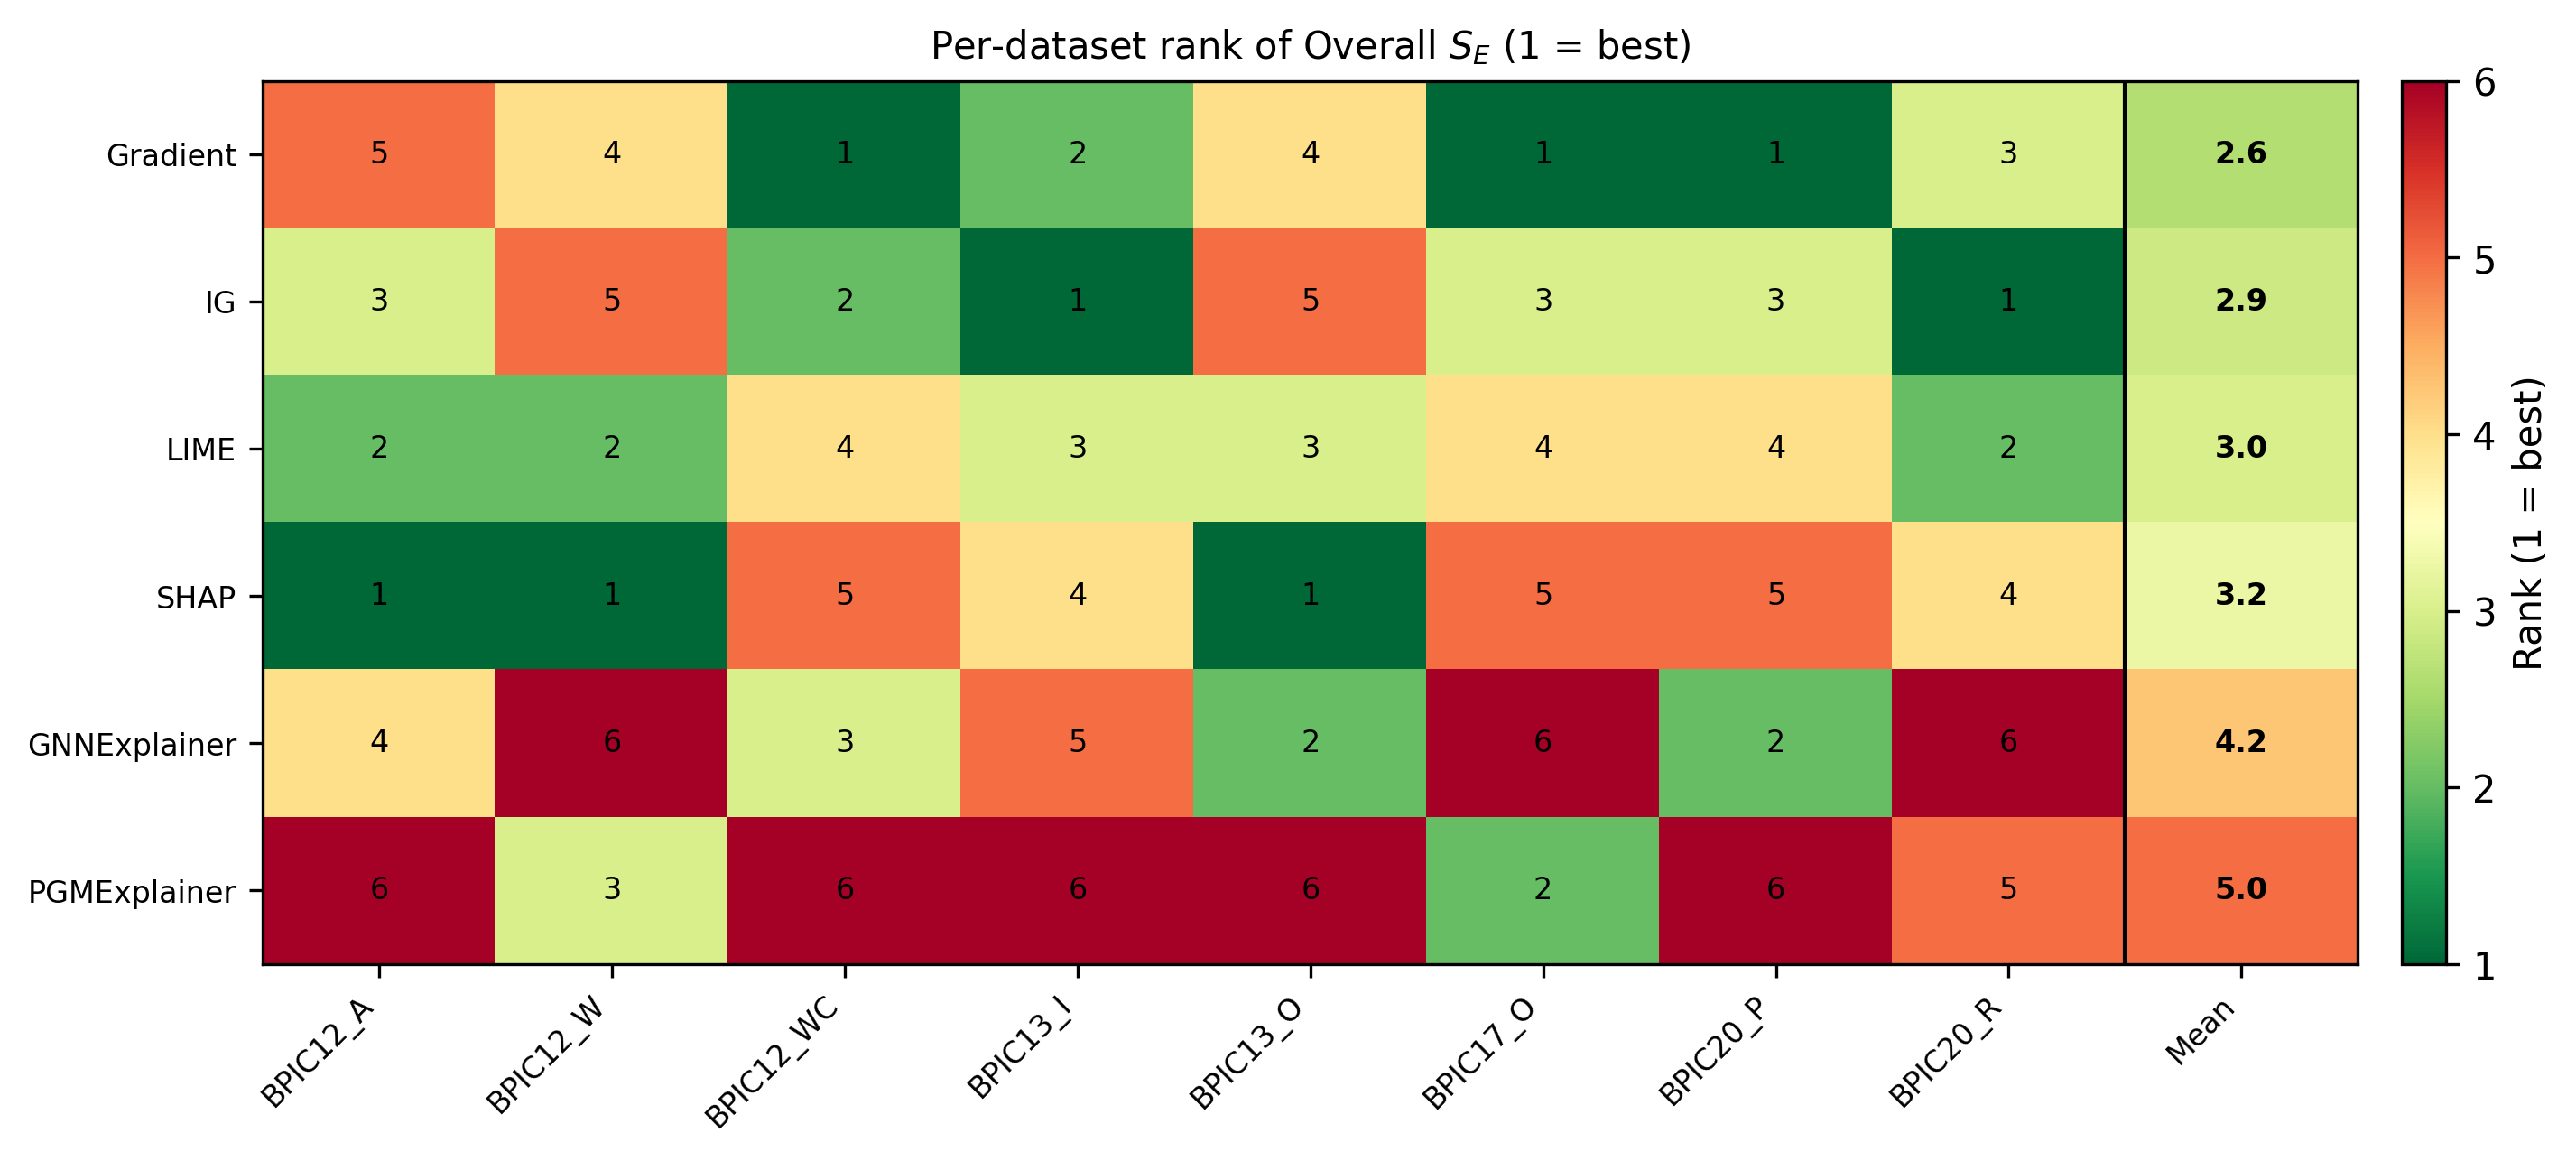 Per-dataset rank of Overall S_E (1 = best)
Gradient 5 4 1 2 4 1 1 3 2.6
IG 3 5 2 1 5 3 3 1 2.9
LIME 2 2 4 3 3 4 4 2 3.0
SHAP 1 1 5 4 1 5 5 4 3.2
GNNExplainer 4 6 3 5 2 6 2 6 4.2
PGMExplainer 6 3 6 6 6 2 6 5 5.0
BPIC12_A BPIC12_W BPIC12_WC BPIC13_I BPIC13_O BPIC17_O BPIC20_P BPIC20_R Mean
6
5
4
3
2
1
Rank (1 = best)